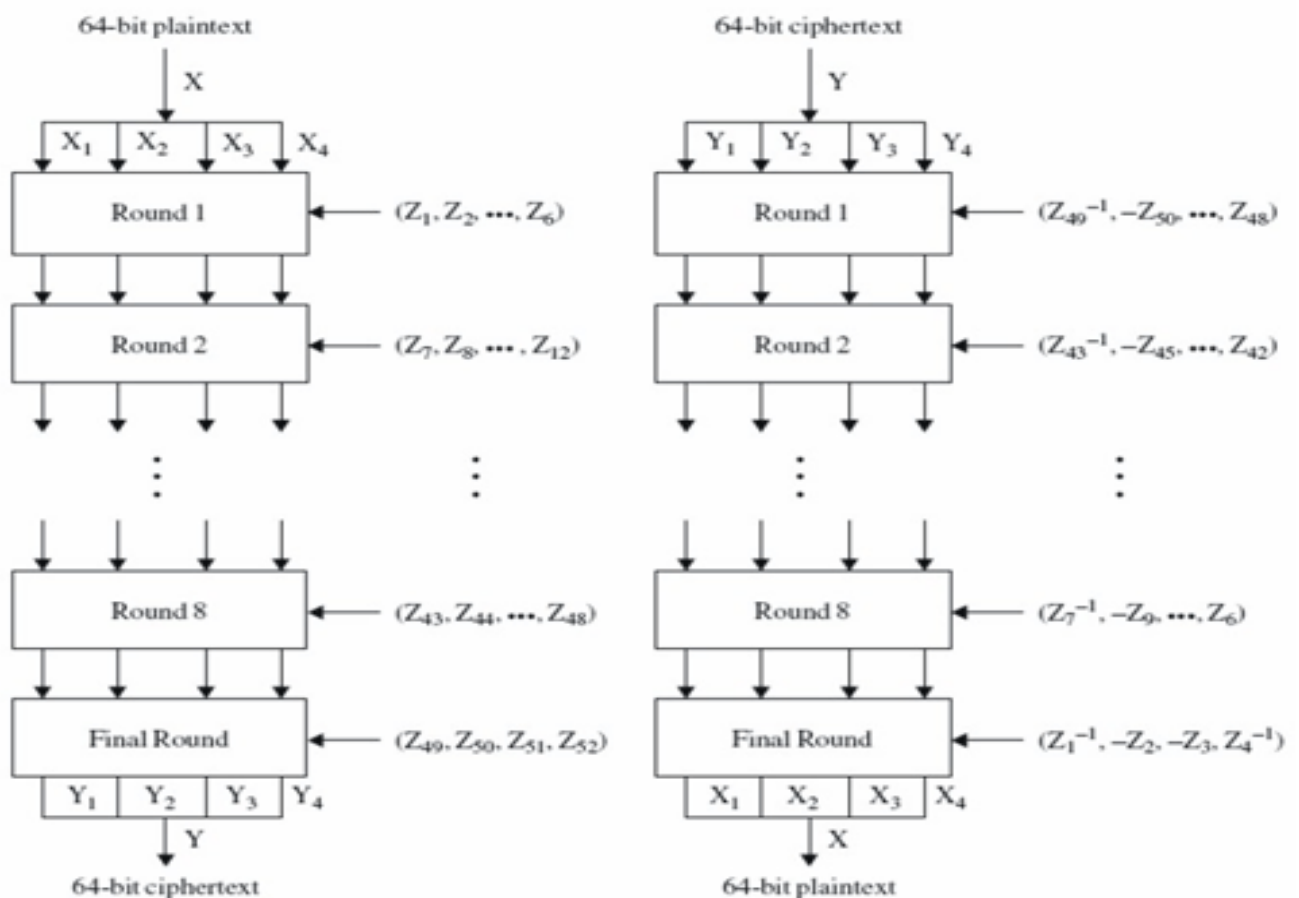 64-bit plaintext
X
X₁ X₂ X₃ X₄
Round 1
(Z₁, Z₂, •••, Z₆)
Round 2
(Z₇, Z₈, •••, Z₁₂)
Round 8
(Z₄₃, Z₄₄, •••, Z₄₈)
Final Round
(Z₄₉, Z₅₀, Z₅₁, Z₅₂)
Y₁ Y₂ Y₃ Y₄
Y
64-bit ciphertext
64-bit ciphertext
Y
Y₁ Y₂ Y₃ Y₄
Round 1
(Z₄₉⁻¹, –Z₅₀, •••, Z₄₈)
Round 2
(Z₄₃⁻¹, –Z₄₅, •••, Z₄₂)
Round 8
(Z₇⁻¹, –Z₉, •••, Z₆)
Final Round
(Z₁⁻¹, –Z₂, –Z₃, Z₄⁻¹)
X₁ X₂ X₃ X₄
X
64-bit plaintext